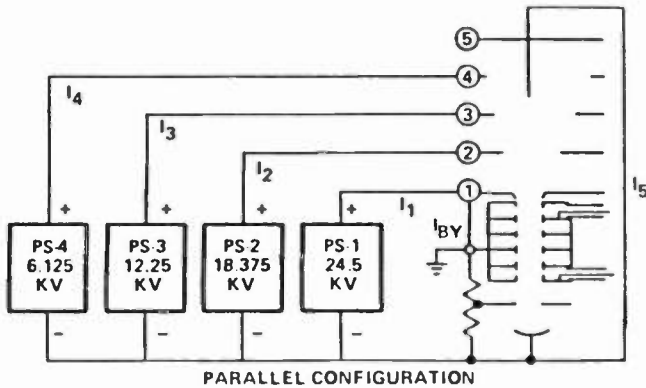 5
4
I4
3
I3
2
I2
1
I1
I5
IBY
+ + + +
PS-4
6.125
KV
PS-3
12.25
KV
PS-2
18.375
KV
PS-1
24.5
KV
− − − −
PARALLEL CONFIGURATION